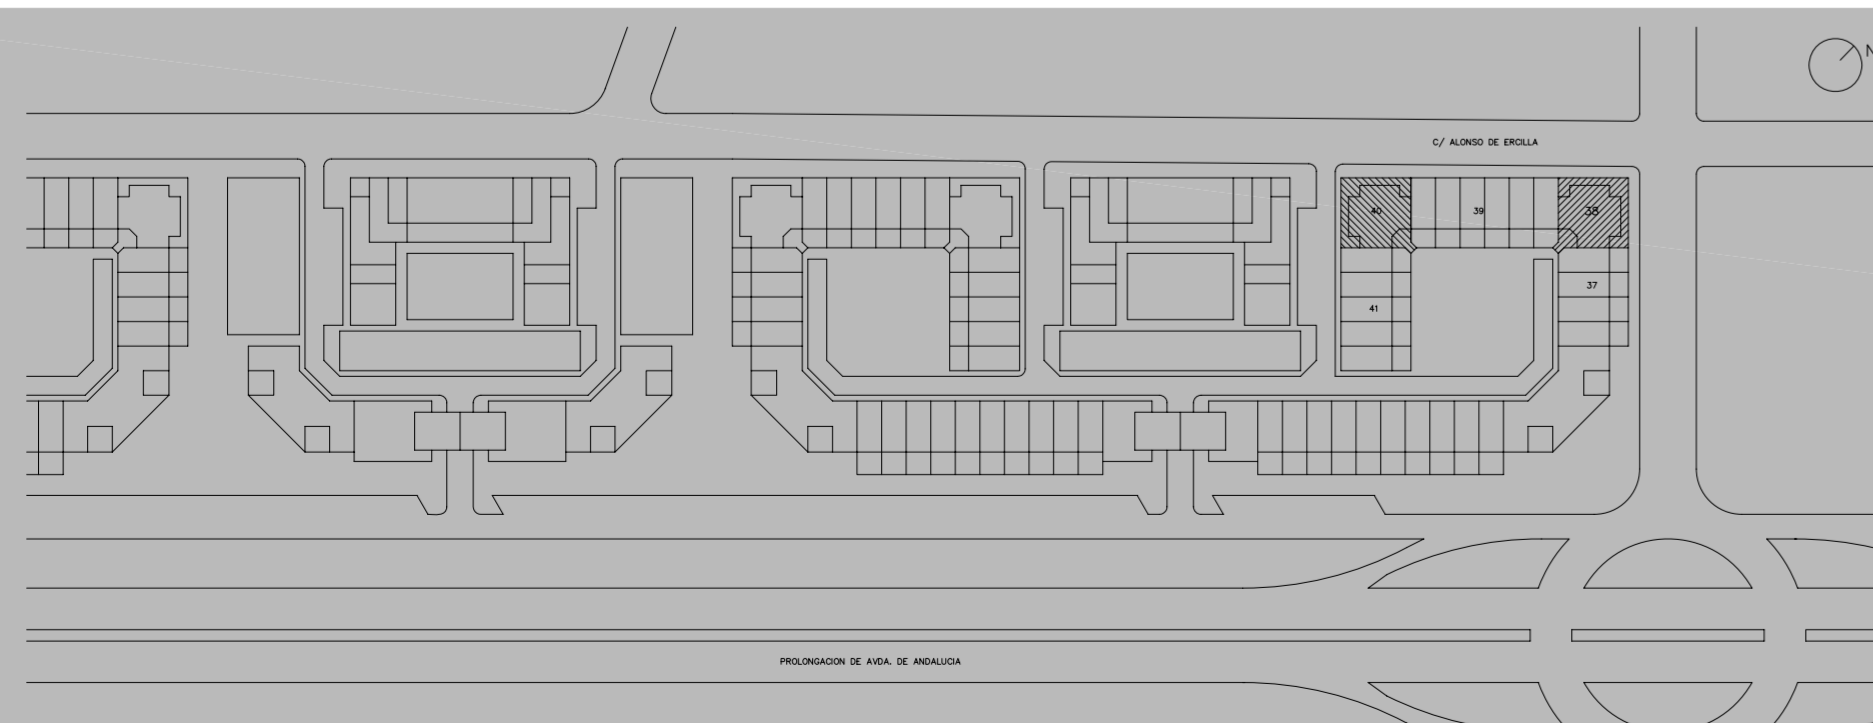 N
C/ ALONSO DE ERCILLA
40
39
38
37
41
PROLONGACION DE AVDA. DE ANDALUCIA